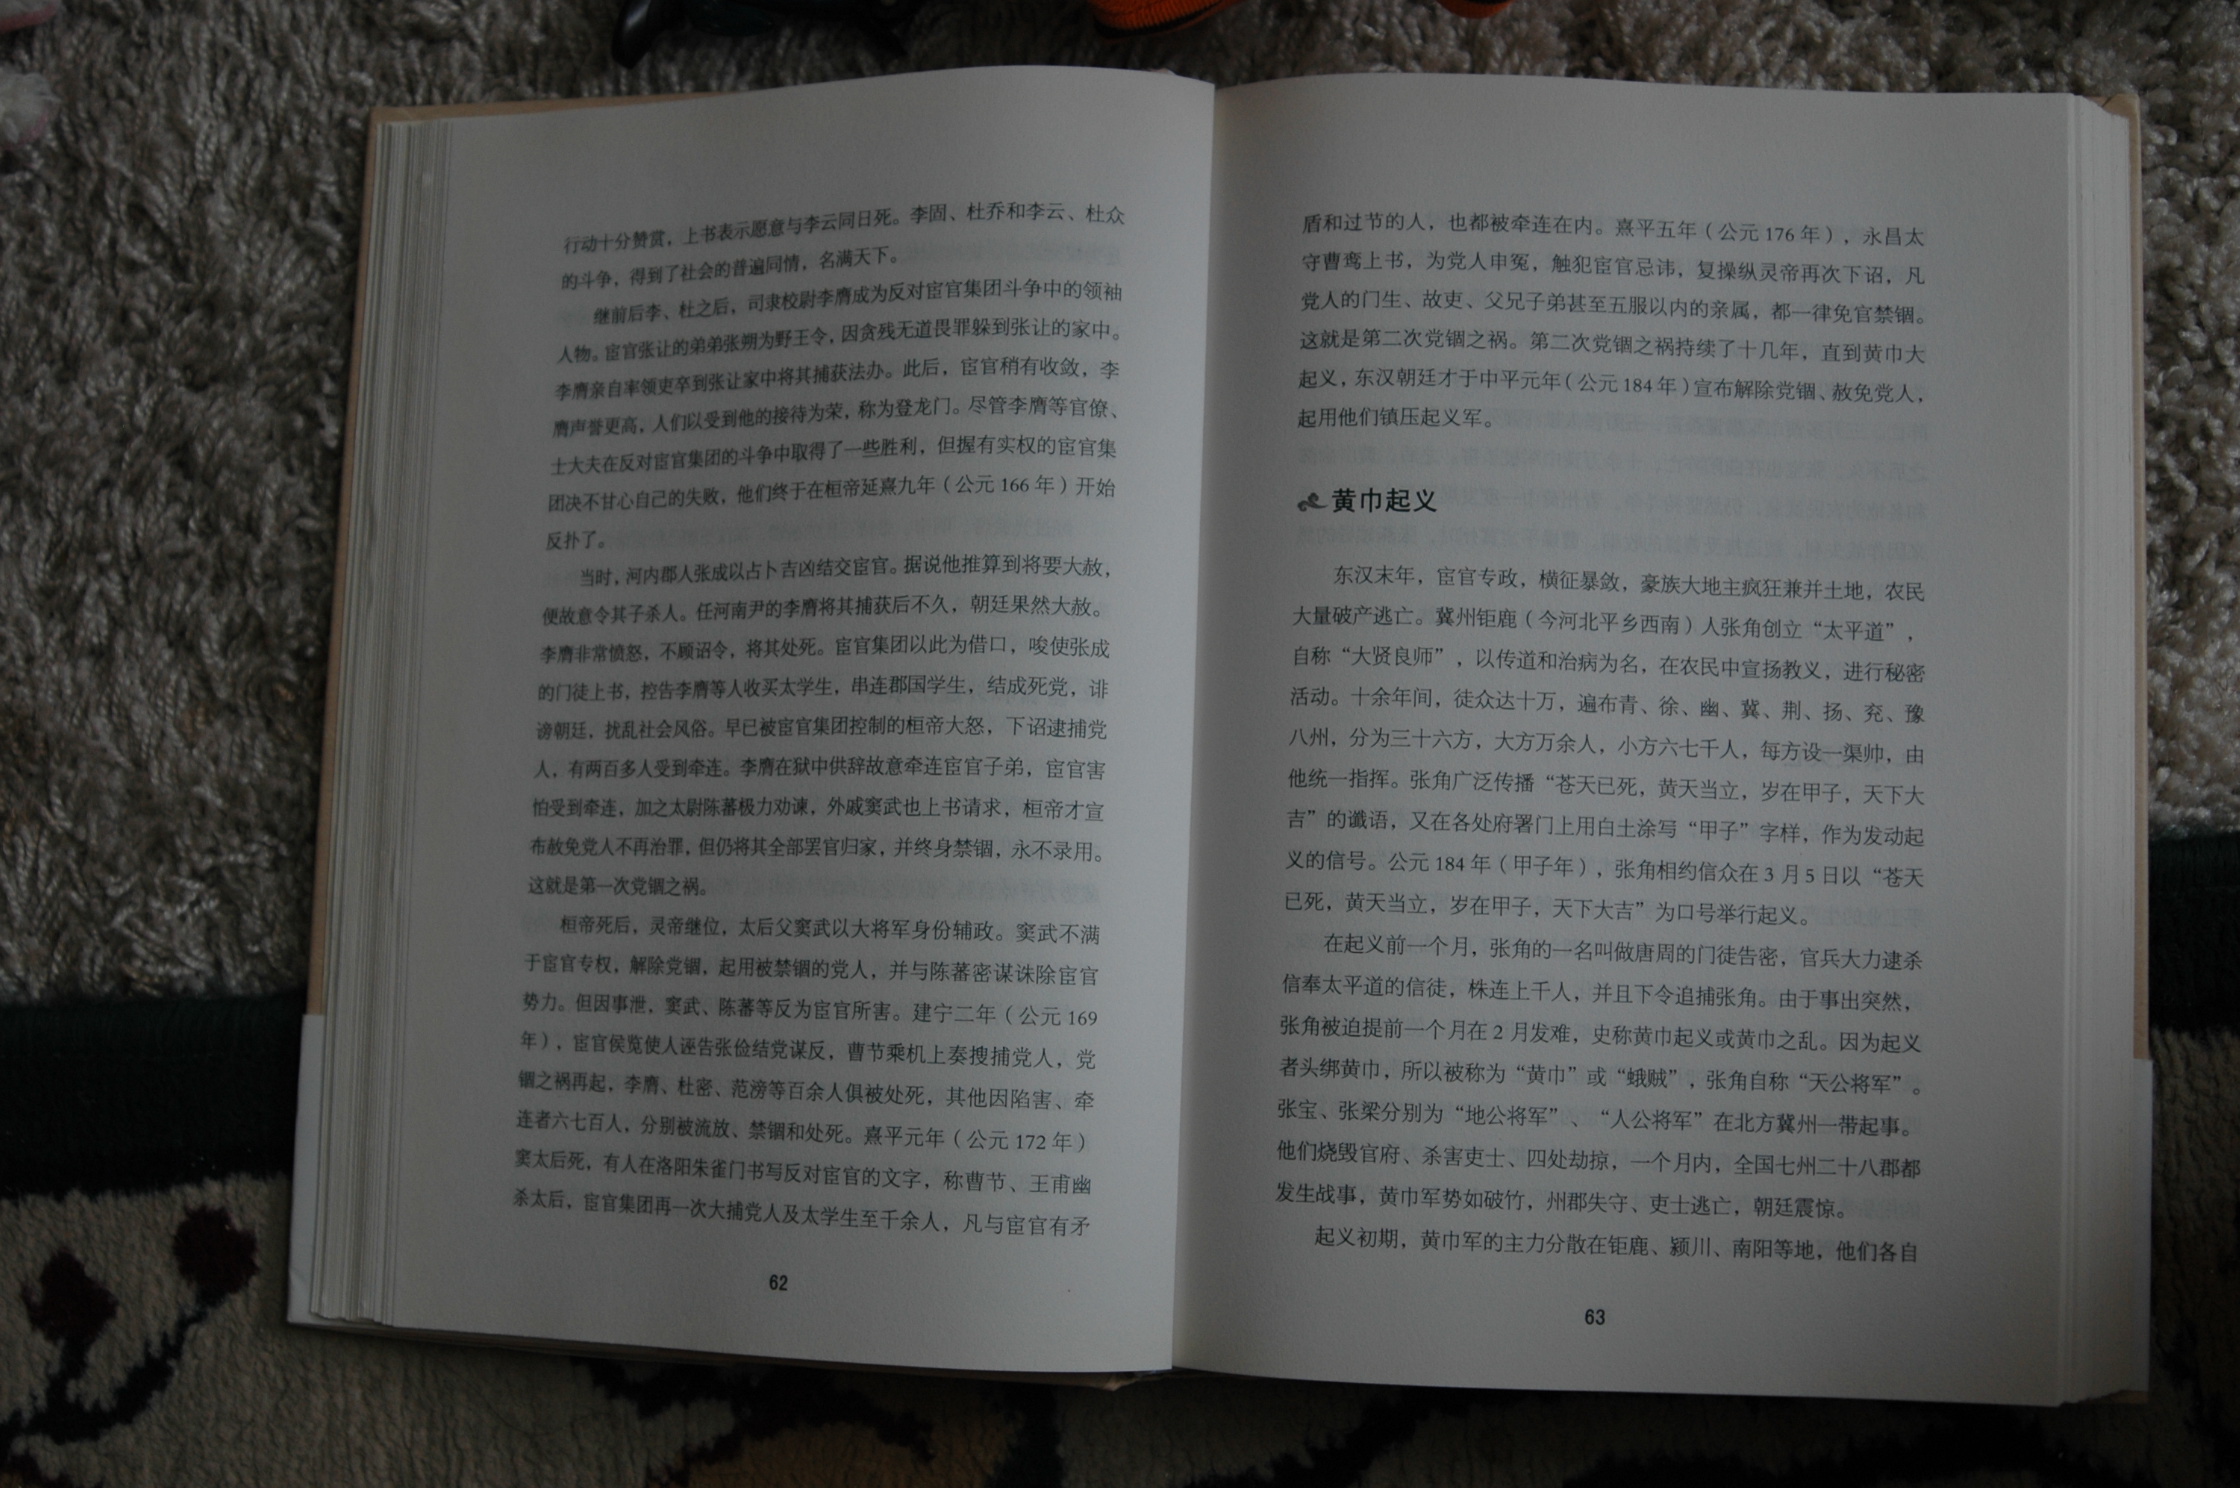 行动十分赞赏，上书表示愿意与李云同日死。李固、杜乔和李云、杜众
的斗争，得到了社会的普遍同情，名满天下。
继前后李、杜之后，司隶校尉李膺成为反对宦官集团斗争中的领袖
人物。宦官张让的弟弟张朔为野王令，因贪残无道畏罪躲到张让的家中。
李膺亲自率领吏卒到张让家中将其捕获法办。此后，宦官稍有收敛，李
膺声誉更高，人们以受到他的接待为荣，称为登龙门。尽管李膺等官僚、
士大夫在反对宦官集团的斗争中取得了一些胜利，但握有实权的宦官集
团决不甘心自己的失败，他们终于在桓帝延熹九年（公元166年）开始
反扑了。
当时，河内郡人张成以占卜吉凶结交宦官。据说他推算到将要大赦，
便故意令其子杀人。任河南尹的李膺将其捕获后不久，朝廷果然大赦。
李膺非常愤怒，不顾诏令，将其处死。宦官集团以此为借口，唆使张成
的门徒上书，控告李膺等人收买太学生，串连郡国学生，结成死党，诽
谤朝廷，扰乱社会风俗。早已被宦官集团控制的桓帝大怒，下诏逮捕党
人，有两百多人受到牵连。李膺在狱中供辞故意牵连宦官子弟，宦官害
怕受到牵连，加之太尉陈蕃极力劝谏，外戚窦武也上书请求，桓帝才宣
布赦免党人不再治罪，但仍将其全部罢官归家，并终身禁锢，永不录用。
这就是第一次党锢之祸。
桓帝死后，灵帝继位，太后父窦武以大将军身份辅政。窦武不满
于宦官专权，解除党锢，起用被禁锢的党人，并与陈蕃密谋诛除宦官
势力。但因事泄，窦武、陈蕃等反为宦官所害。建宁二年（公元169
年），宦官侯览使人诬告张俭结党谋反，曹节乘机上奏搜捕党人，党
锢之祸再起，李膺、杜密、范滂等百余人俱被处死，其他因陷害、牵
连者六七百人，分别被流放、禁锢和处死。熹平元年（公元172年）
窦太后死，有人在洛阳朱雀门书写反对宦官的文字，称曹节、王甫幽
杀太后，宦官集团再一次大捕党人及太学生至千余人，凡与宦官有矛
62
盾和过节的人，也都被牵连在内。熹平五年（公元176年），永昌太
守曹鸾上书，为党人申冤，触犯宦官忌讳，复操纵灵帝再次下诏，凡
党人的门生、故吏、父兄子弟甚至五服以内的亲属，都一律免官禁锢。
这就是第二次党锢之祸。第二次党锢之祸持续了十几年，直到黄巾大
起义，东汉朝廷才于中平元年（公元184年）宣布解除党锢、赦免党人，
起用他们镇压起义军。
黄巾起义
东汉末年，宦官专政，横征暴敛，豪族大地主疯狂兼并土地，农民
大量破产逃亡。冀州钜鹿（今河北平乡西南）人张角创立“太平道”，
自称“大贤良师”，以传道和治病为名，在农民中宣扬教义，进行秘密
活动。十余年间，徒众达十万，遍布青、徐、幽、冀、荆、扬、兖、豫
八州，分为三十六方，大方万余人，小方六七千人，每方设一渠帅，由
他统一指挥。张角广泛传播“苍天已死，黄天当立，岁在甲子，天下大
吉”的谶语，又在各处府署门上用白土涂写“甲子”字样，作为发动起
义的信号。公元184年（甲子年），张角相约信众在3月5日以“苍天
已死，黄天当立，岁在甲子，天下大吉”为口号举行起义。
在起义前一个月，张角的一名叫做唐周的门徒告密，官兵大力逮杀
信奉太平道的信徒，株连上千人，并且下令追捕张角。由于事出突然，
张角被迫提前一个月在2月发难，史称黄巾起义或黄巾之乱。因为起义
者头绑黄巾，所以被称为“黄巾”或“蛾贼”，张角自称“天公将军”。
张宝、张梁分别为“地公将军”、“人公将军”在北方冀州一带起事。
他们烧毁官府、杀害吏士、四处劫掠，一个月内，全国七州二十八郡都
发生战事，黄巾军势如破竹，州郡失守、吏士逃亡，朝廷震惊。
起义初期，黄巾军的主力分散在钜鹿、颍川、南阳等地，他们各自
63